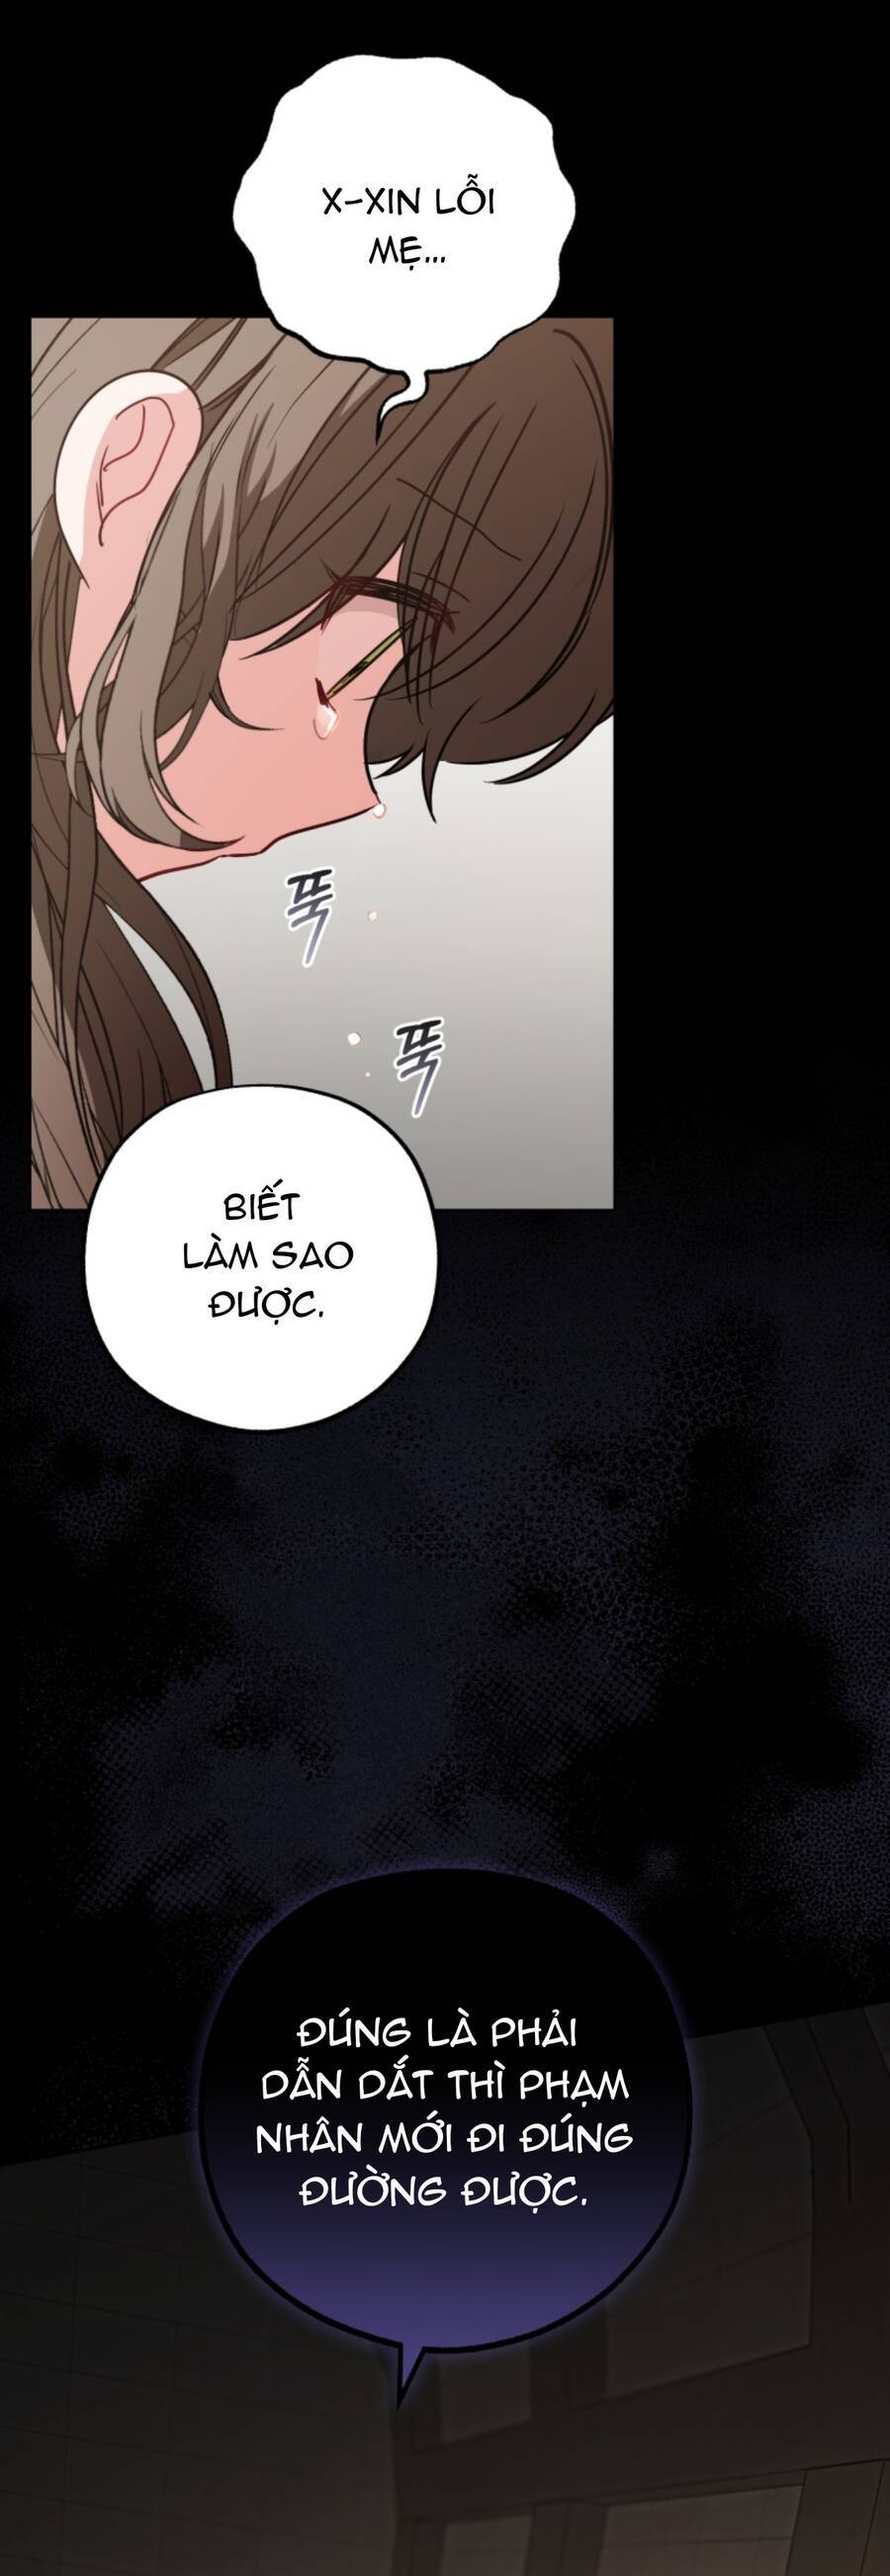 X-XIN LỖI
MẸ...
뚝
뚝
BIẾT
LÀM SAO
ĐƯỢC.
ĐÚNG LÀ PHẢI
DẪN DẮT THÌ PHẠM
NHÂN MỚI ĐI ĐÚNG
ĐƯỜNG ĐƯỢC.